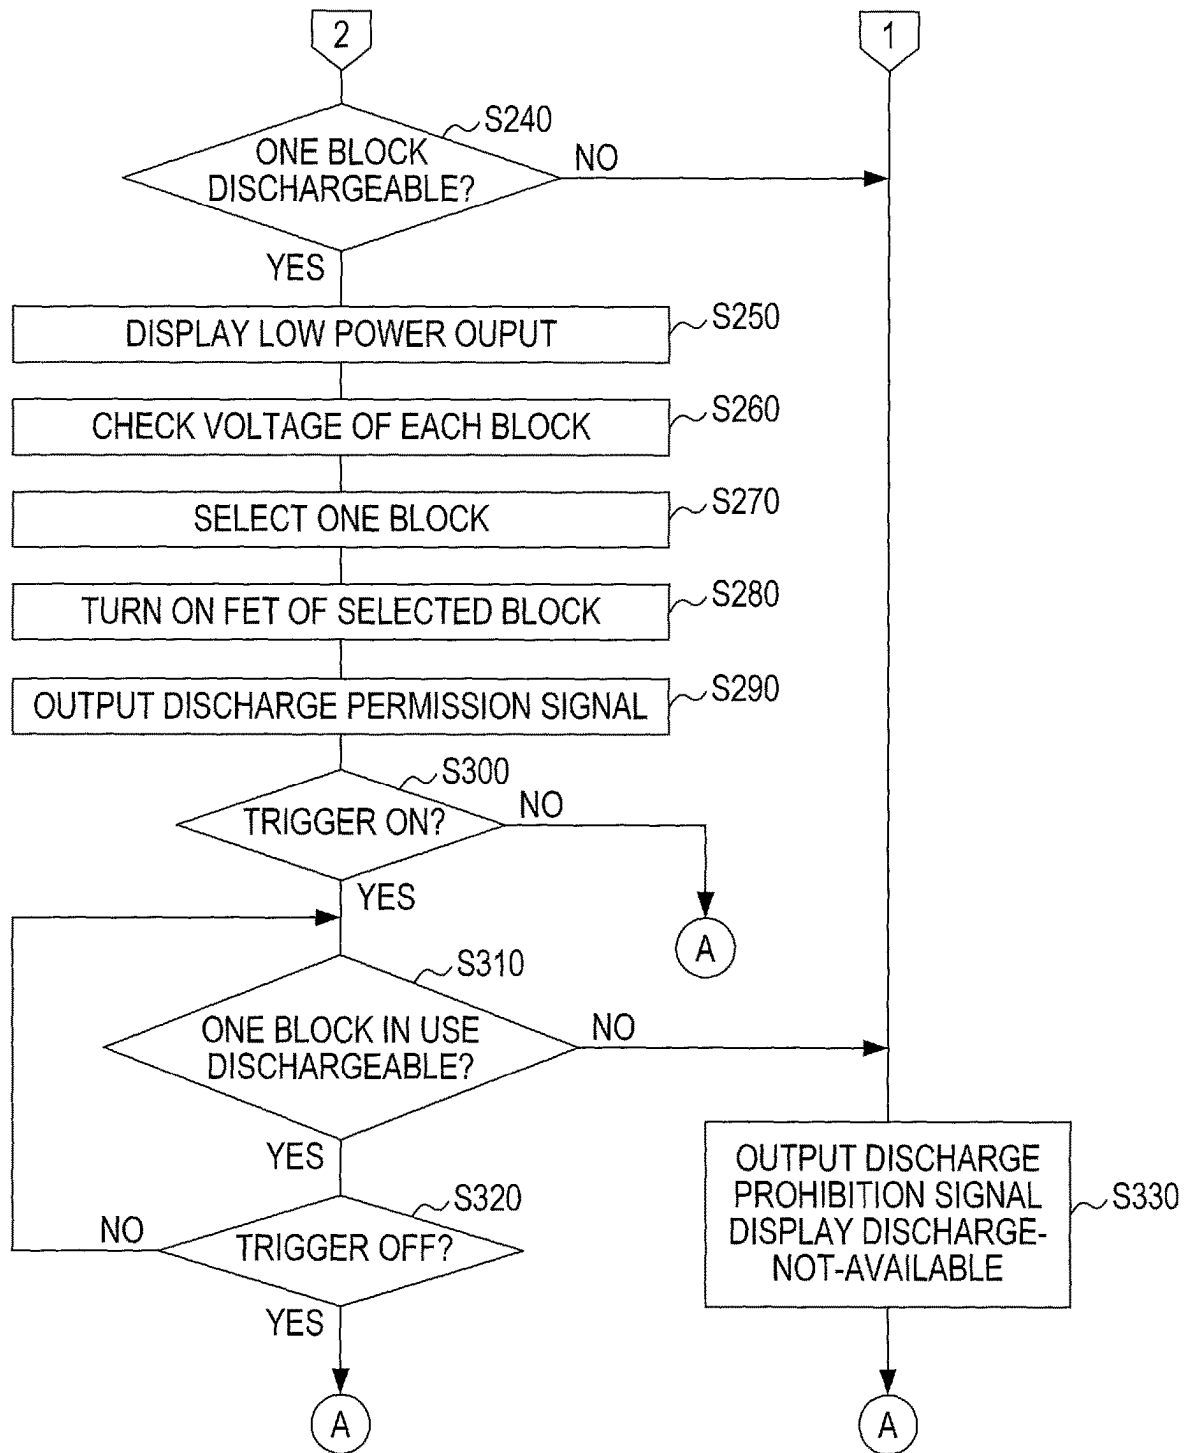 2
1
S240
ONE BLOCK
DISCHARGEABLE?
NO
YES
DISPLAY LOW POWER OUPUT
S250
CHECK VOLTAGE OF EACH BLOCK
S260
SELECT ONE BLOCK
S270
TURN ON FET OF SELECTED BLOCK
S280
OUTPUT DISCHARGE PERMISSION SIGNAL
S290
S300
TRIGGER ON?
NO
YES
A
S310
ONE BLOCK IN USE
DISCHARGEABLE?
NO
YES
S320
TRIGGER OFF?
NO
YES
A
OUTPUT DISCHARGE
PROHIBITION SIGNAL
DISPLAY DISCHARGE-
NOT-AVAILABLE
S330
A